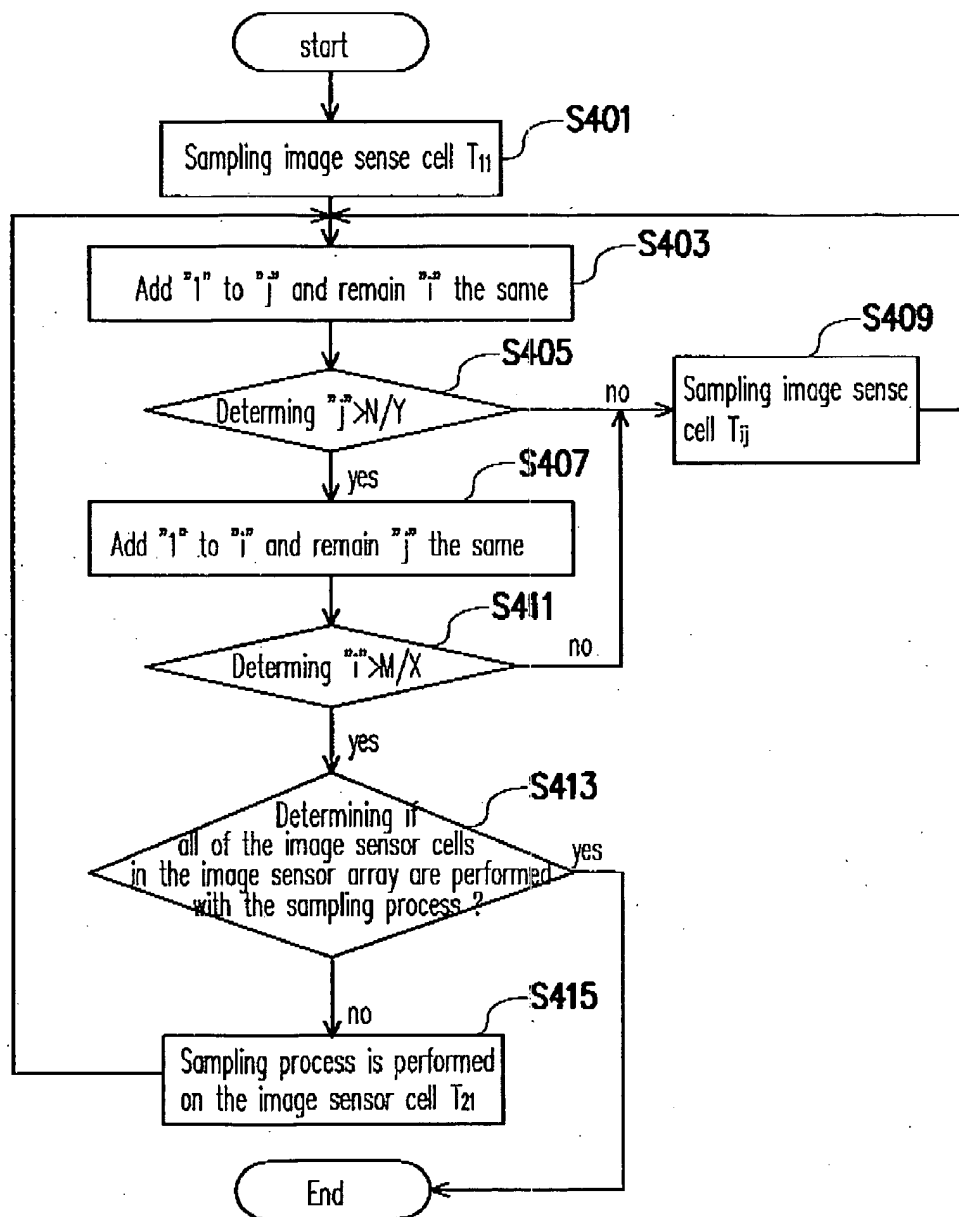 start
S401
Sampling image sense cell T11
S403
Add "1" to "j" and remain "i" the same
S405
Determing "j">N/Y
no
S409
Sampling image sense
cell Tij
yes
S407
Add "1" to "i" and remain "j" the same
S411
Determing "i">M/X
no
yes
S413
Determining if
all of the image sensor cells
in the image sensor array are performed
with the sampling process ?
yes
no
S415
Sampling process is performed
on the image sensor cell T21
End